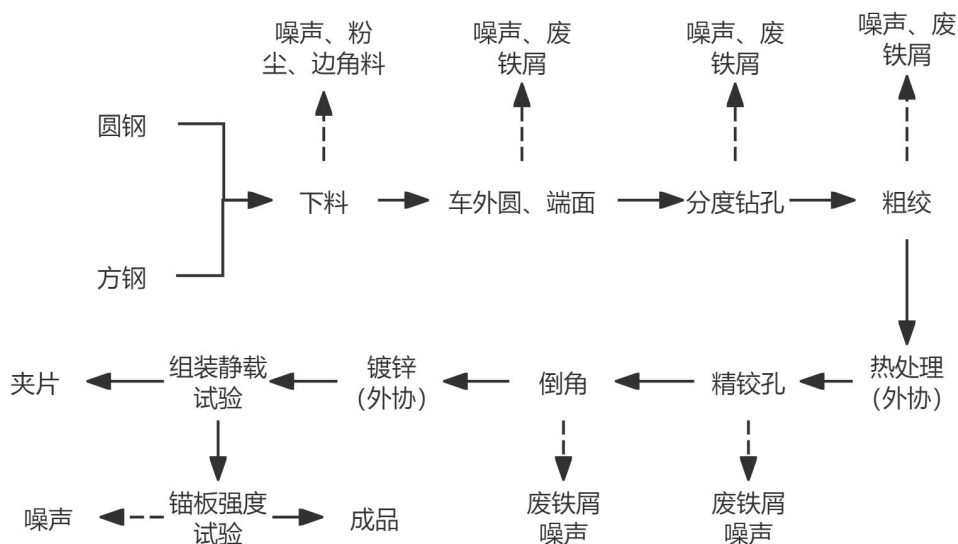 噪声、粉
尘、边角料
噪声、废
铁屑
噪声、废
铁屑
噪声、废
铁屑
圆钢
下料
车外圆、端面
分度钻孔
粗绞
方钢
夹片
组装静载
试验
镀锌
（外协）
倒角
精铰孔
热处理
（外协）
噪声
锚板强度
试验
成品
废铁屑
噪声
废铁屑
噪声